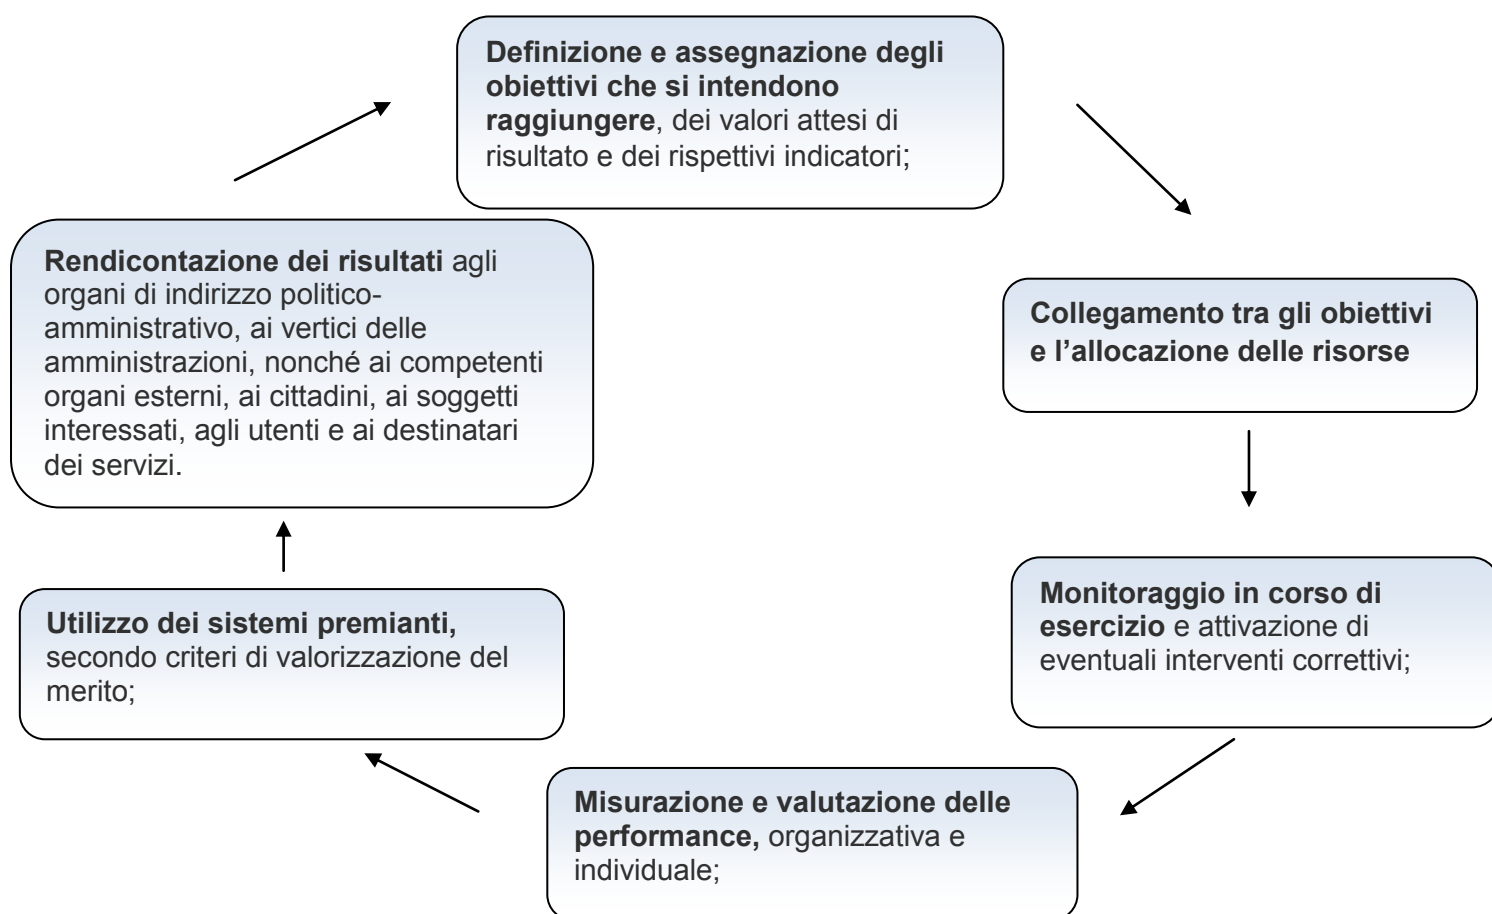 Definizione e assegnazione degli
obiettivi che si intendono
raggiungere, dei valori attesi di
risultato e dei rispettivi indicatori;
Collegamento tra gli obiettivi
e l’allocazione delle risorse
Monitoraggio in corso di
esercizio e attivazione di
eventuali interventi correttivi;
Misurazione e valutazione delle
performance, organizzativa e
individuale;
Utilizzo dei sistemi premianti,
secondo criteri di valorizzazione del
merito;
Rendicontazione dei risultati agli
organi di indirizzo politico-
amministrativo, ai vertici delle
amministrazioni, nonché ai competenti
organi esterni, ai cittadini, ai soggetti
interessati, agli utenti e ai destinatari
dei servizi.